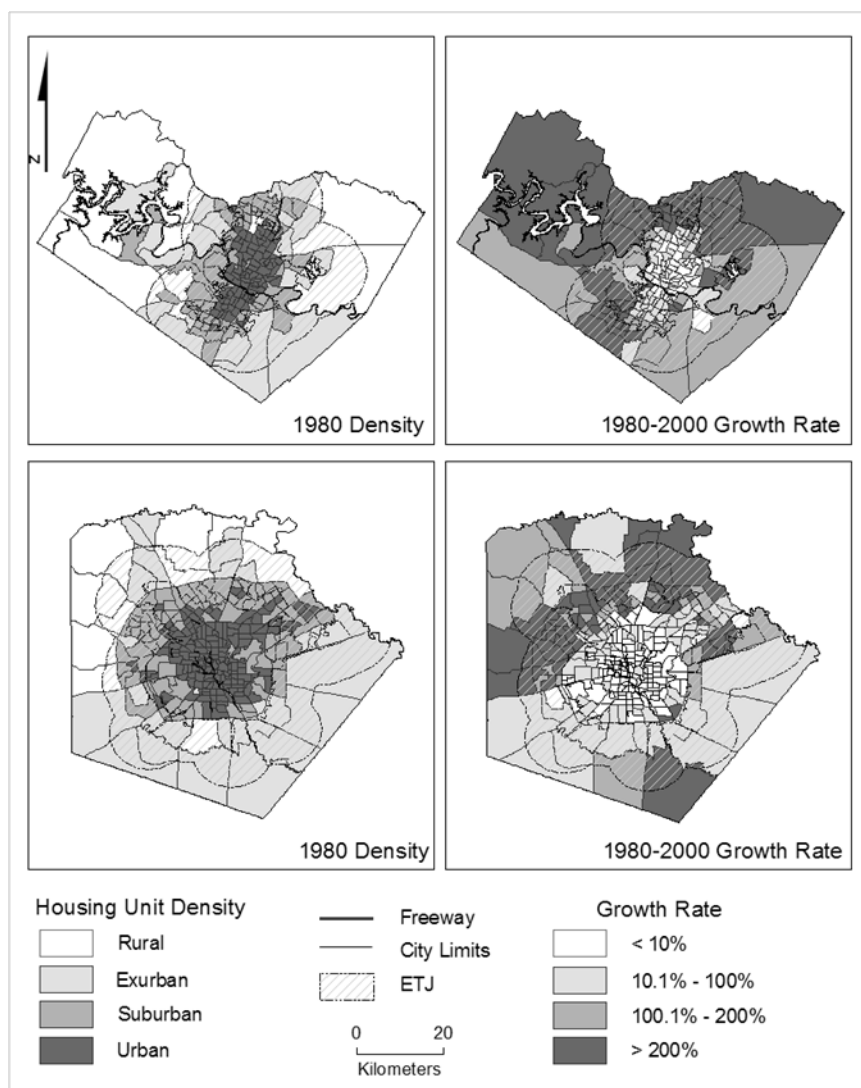 N
1980 Density
1980-2000 Growth Rate
1980 Density
1980-2000 Growth Rate
Housing Unit Density
Rural
Exurban
Suburban
Urban
Freeway
City Limits
ETJ
0 20
Kilometers
Growth Rate
< 10%
10.1% - 100%
100.1% - 200%
> 200%